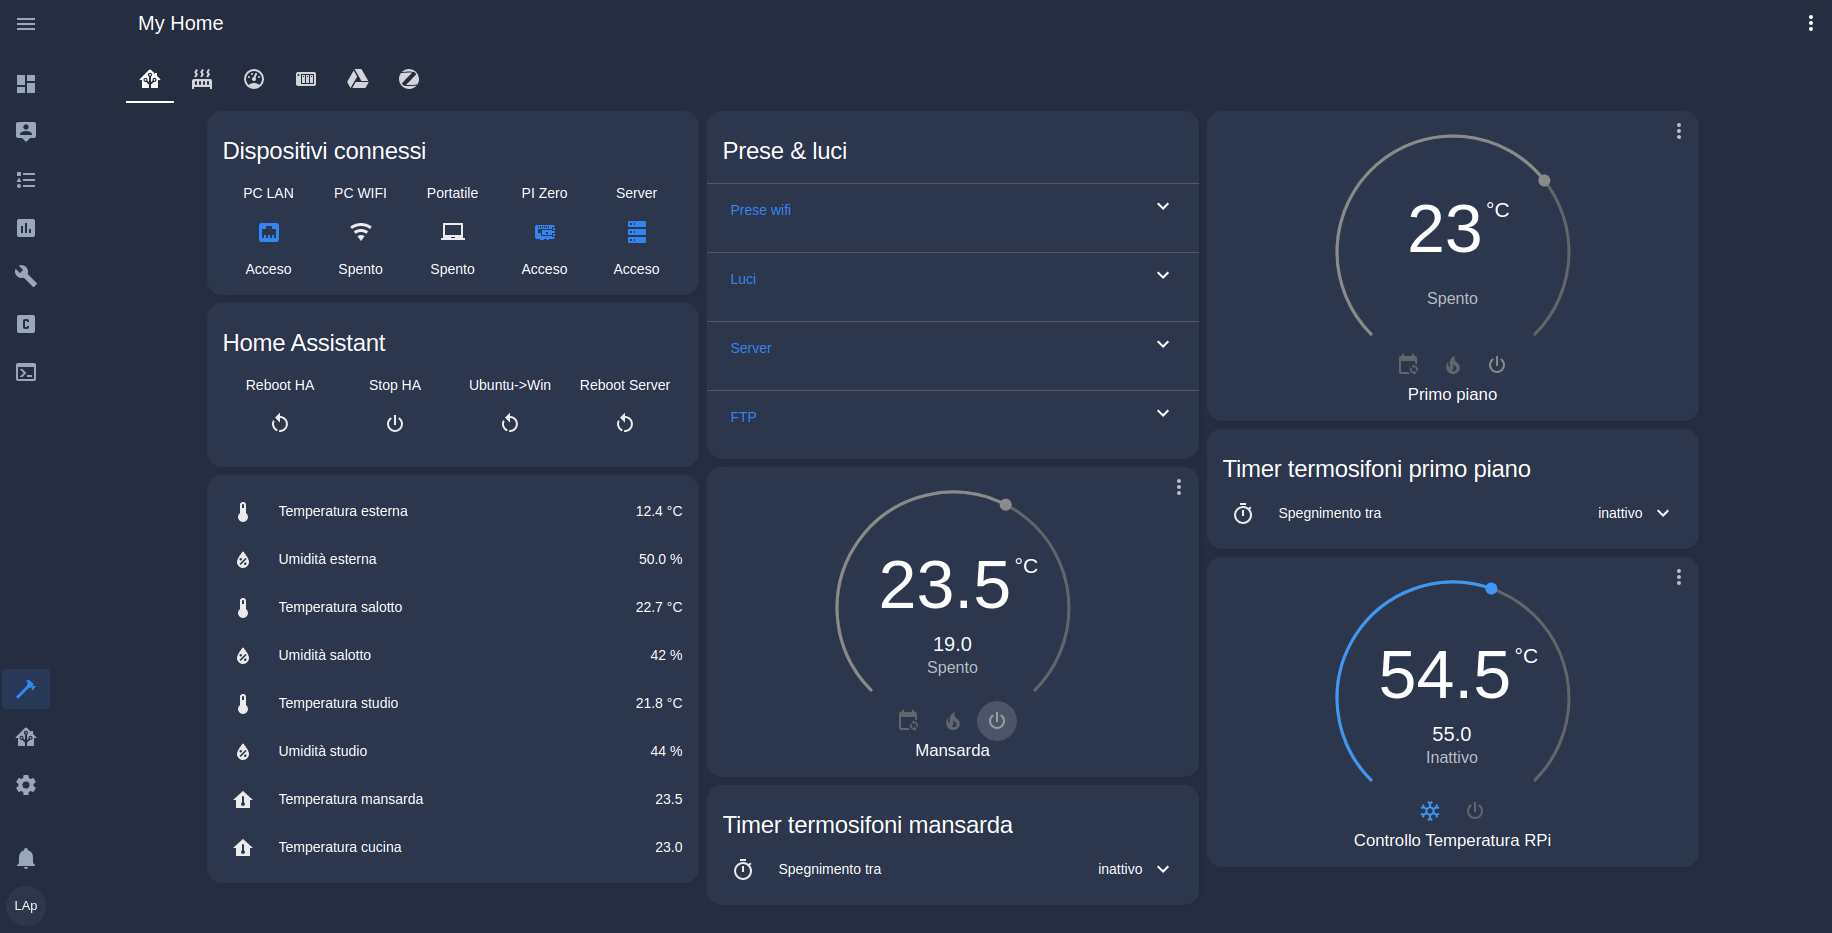 My Home
Dispositivi connessi
PC LAN PC WIFI Portatile PI Zero Server
Acceso Spento Spento Acceso Acceso
Home Assistant
Reboot HA Stop HA Ubuntu->Win Reboot Server
Temperatura esterna 12.4 °C
Umidità esterna 50.0 %
Temperatura salotto 22.7 °C
Umidità salotto 42 %
Temperatura studio 21.8 °C
Umidità studio 44 %
Temperatura mansarda 23.5
Temperatura cucina 23.0
Prese & luci
Prese wifi
Luci
Server
FTP
23.5 °C
19.0
Spento
Mansarda
Timer termosifoni mansarda
Spegnimento tra inattivo
23 °C
Spento
Primo piano
Timer termosifoni primo piano
Spegnimento tra inattivo
54.5 °C
55.0
Inattivo
Controllo Temperatura RPi
LAp